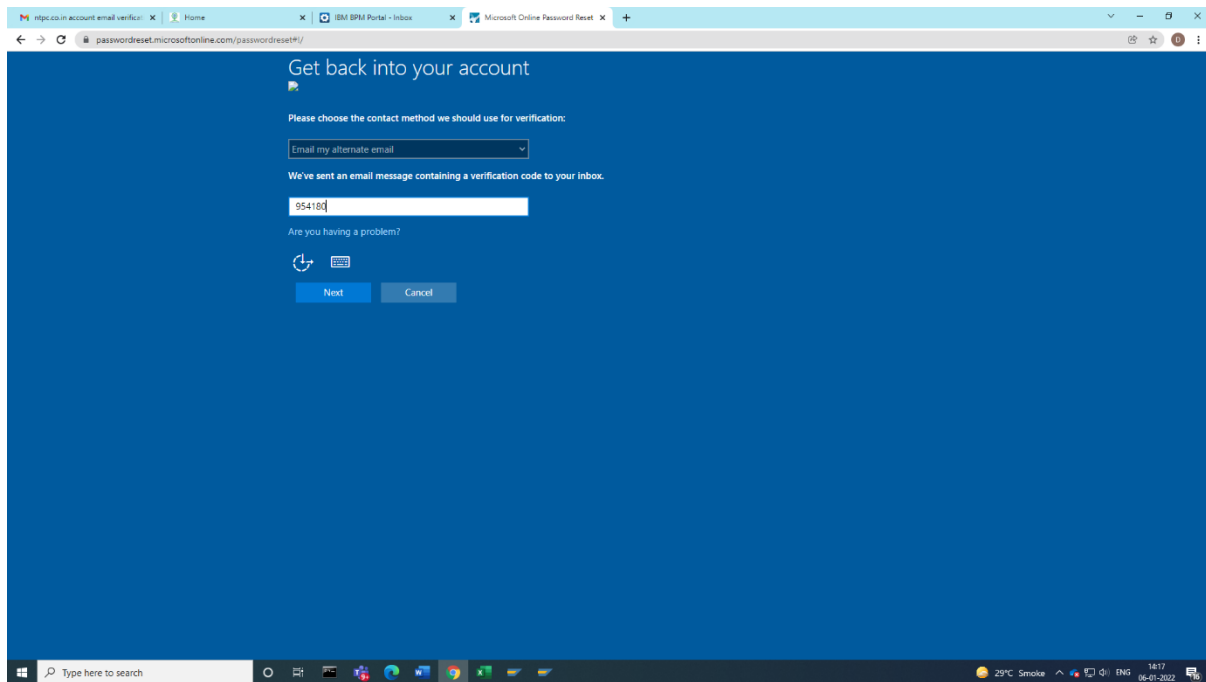 ntpc.co.in account email verificat
Home
IBM BPM Portal - Inbox
Microsoft Online Password Reset
passwordreset.microsoftonline.com/passwordreset#!/
D
Get back into your account
Please choose the contact method we should use for verification:
Email my alternate email
We've sent an email message containing a verification code to your inbox.
954180
Are you having a problem?
Next Cancel
Type here to search
29°C Smoke ENG 14:17
06-01-2022